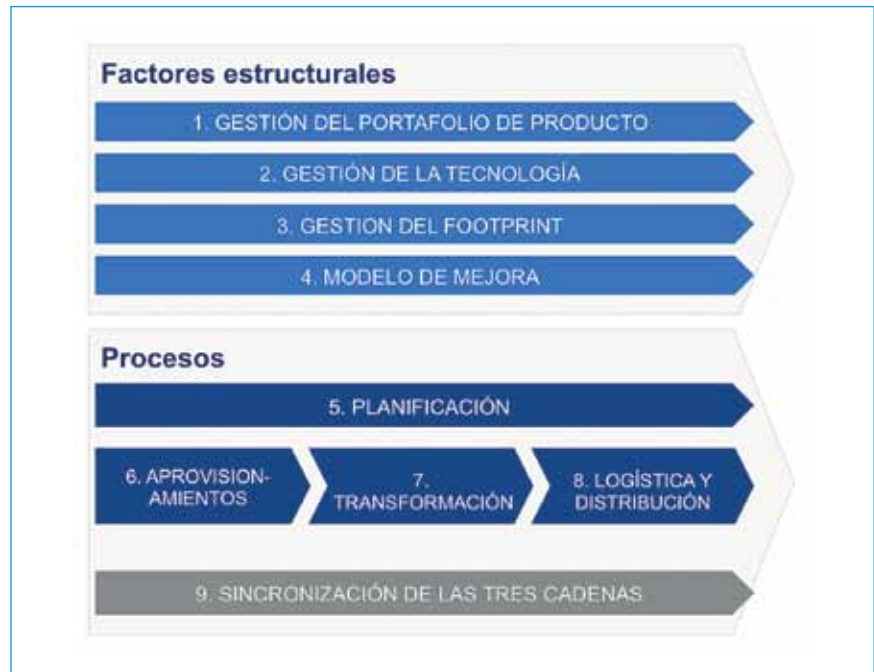 Factores estructurales
1. GESTIÓN DEL PORTAFOLIO DE PRODUCTO
2. GESTIÓN DE LA TECNOLOGÍA
3. GESTION DEL FOOTPRINT
4. MODELO DE MEJORA
Procesos
5. PLANIFICACIÓN
6. APROVISION-
AMIENTOS
7.
TRANSFORMACIÓN
8. LOGÍSTICA Y
DISTRIBUCIÓN
9. SINCRONIZACIÓN DE LAS TRES CADENAS